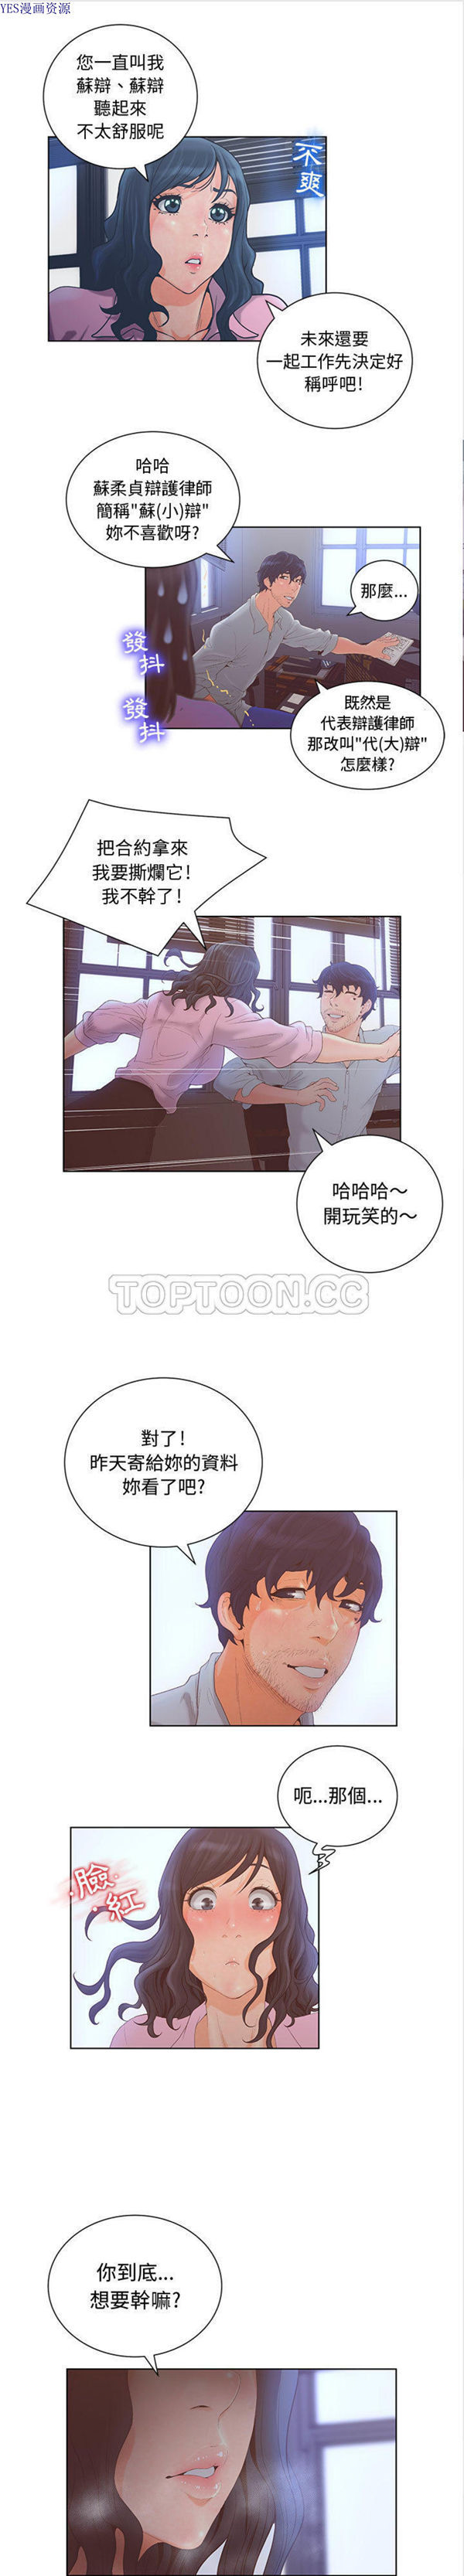 YES漫画资源
您一直叫我
蘇辯、蘇辯
聽起來
不太舒服呢
不爽
未來還要
一起工作先決定好
稱呼吧!
哈哈
蘇柔貞辯護律師
簡稱"蘇(小)辯"
妳不喜歡呀?
那麼...
發抖
發抖
既然是
代表辯護律師
那改叫"代(大)辯"
怎麼樣?
把合約拿來
我要撕爛它!
我不幹了!
哈哈哈～
開玩笑的～
TOPTOON.CC
對了!
昨天寄給妳的資料
妳看了吧?
呃...那個...
臉紅
你到底...
想要幹嘛?